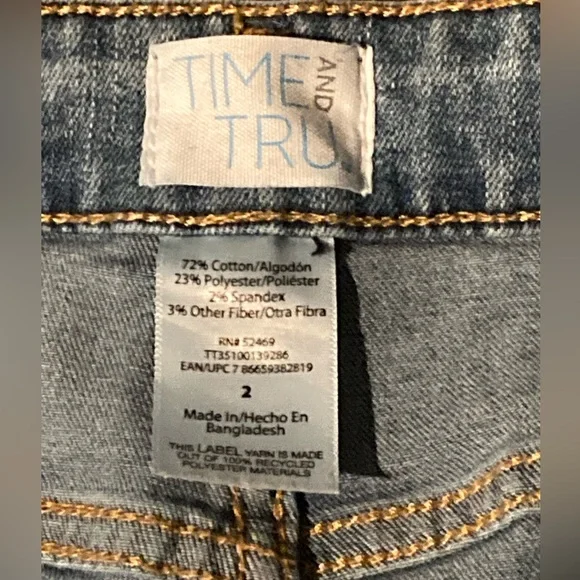 TIME AND
TRU
72% Cotton/Algodón
23% Polyester/Poliéster
2% Spandex
3% Other Fiber/Otra Fibra
RN# 52469
TT35100139286
EAN/UPC 7 86659382819
2
Made In/Hecho En
Bangladesh
THIS LABEL YARN IS MADE
OUT OF 100% RECYCLED
POLYESTER MATERIALS